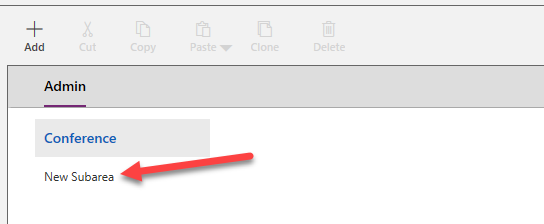 Add Cut Copy Paste Clone Delete
Admin
Conference
New Subarea